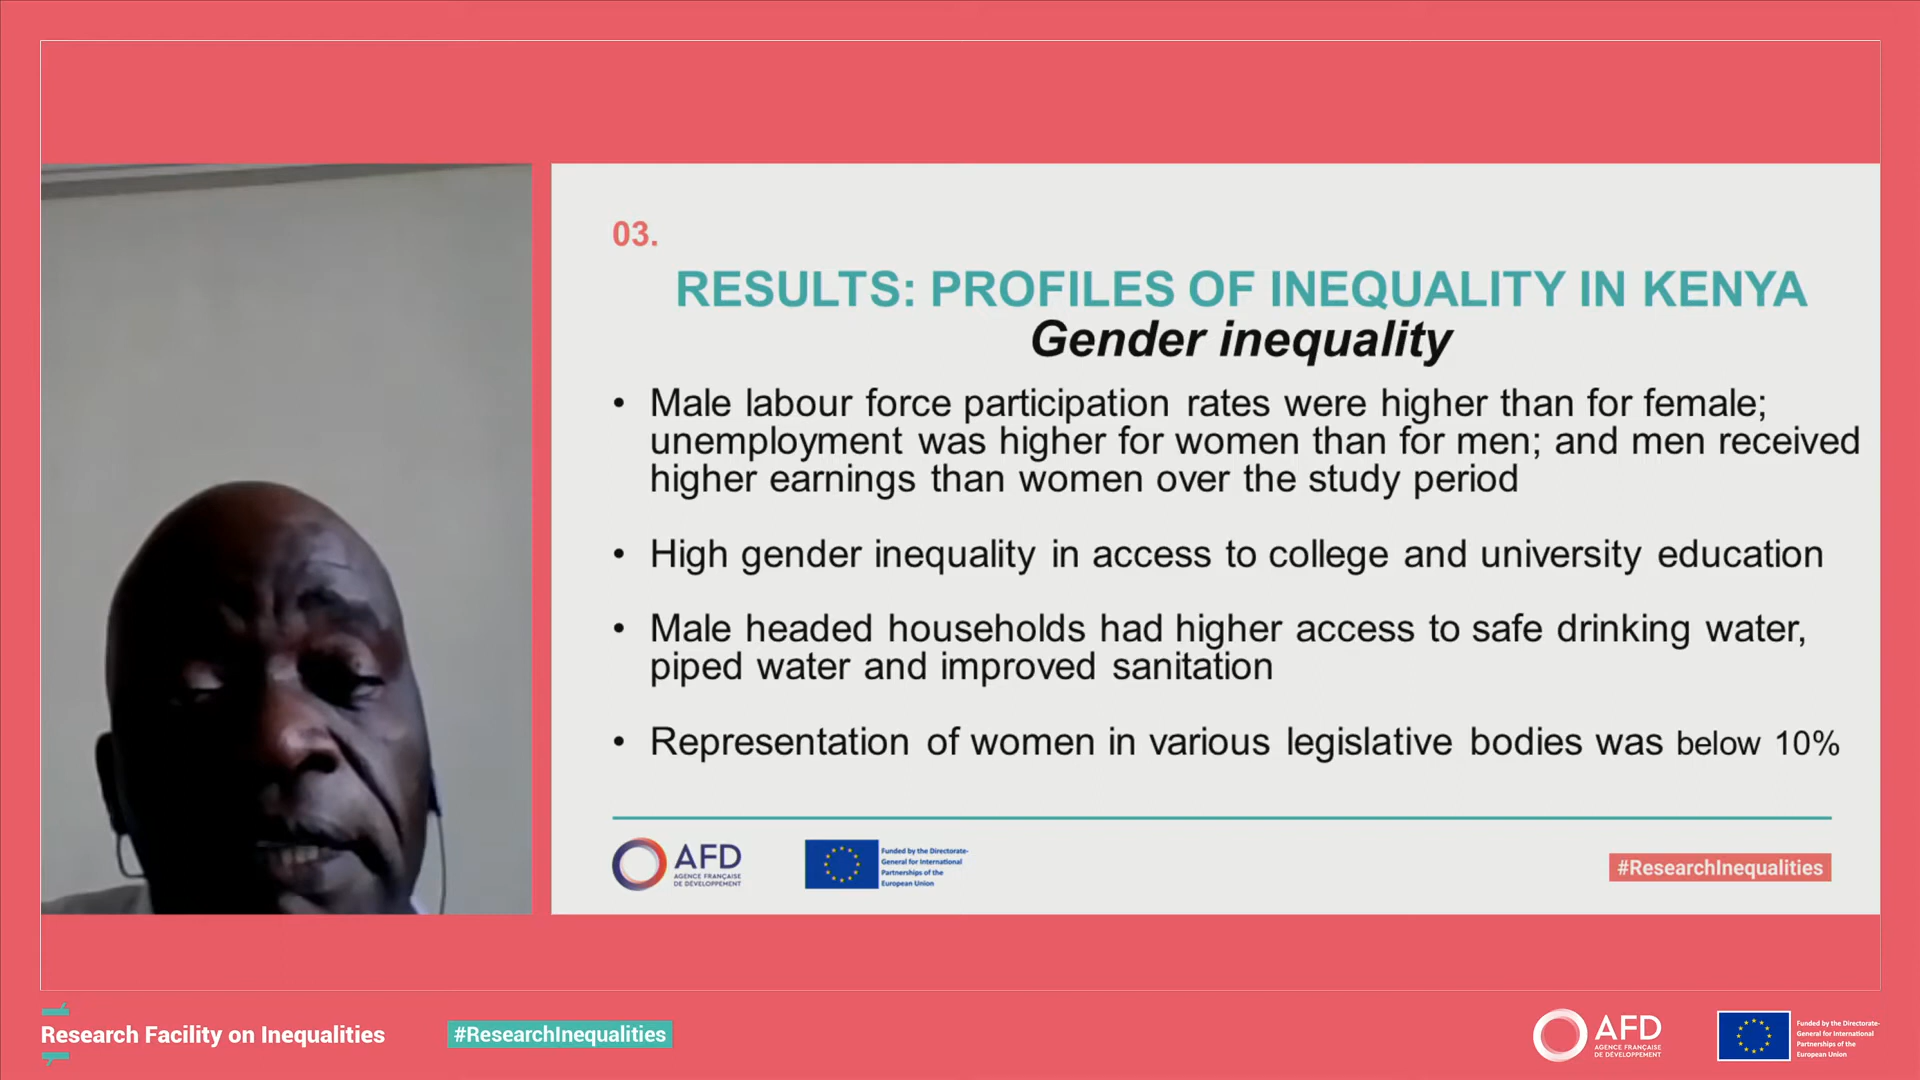 03.
RESULTS: PROFILES OF INEQUALITY IN KENYA
Gender inequality
• Male labour force participation rates were higher than for female;
unemployment was higher for women than for men; and men received
higher earnings than women over the study period
• High gender inequality in access to college and university education
• Male headed households had higher access to safe drinking water,
piped water and improved sanitation
• Representation of women in various legislative bodies was below 10%
AFD
AGENCE FRANÇAISE
DE DÉVELOPPEMENT
Funded by the Directorate-
General for International
Partnerships of the
European Union
#ResearchInequalities
Research Facility on Inequalities
#ResearchInequalities
AFD
AGENCE FRANÇAISE
DE DÉVELOPPEMENT
Funded by the Directorate-
General for International
Partnerships of the
European Union